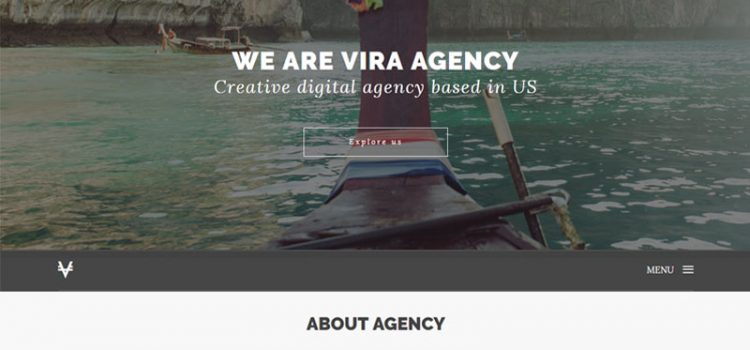 WE ARE VIRA AGENCY
Creative digital agency based in US
Explore us
MENU
ABOUT AGENCY